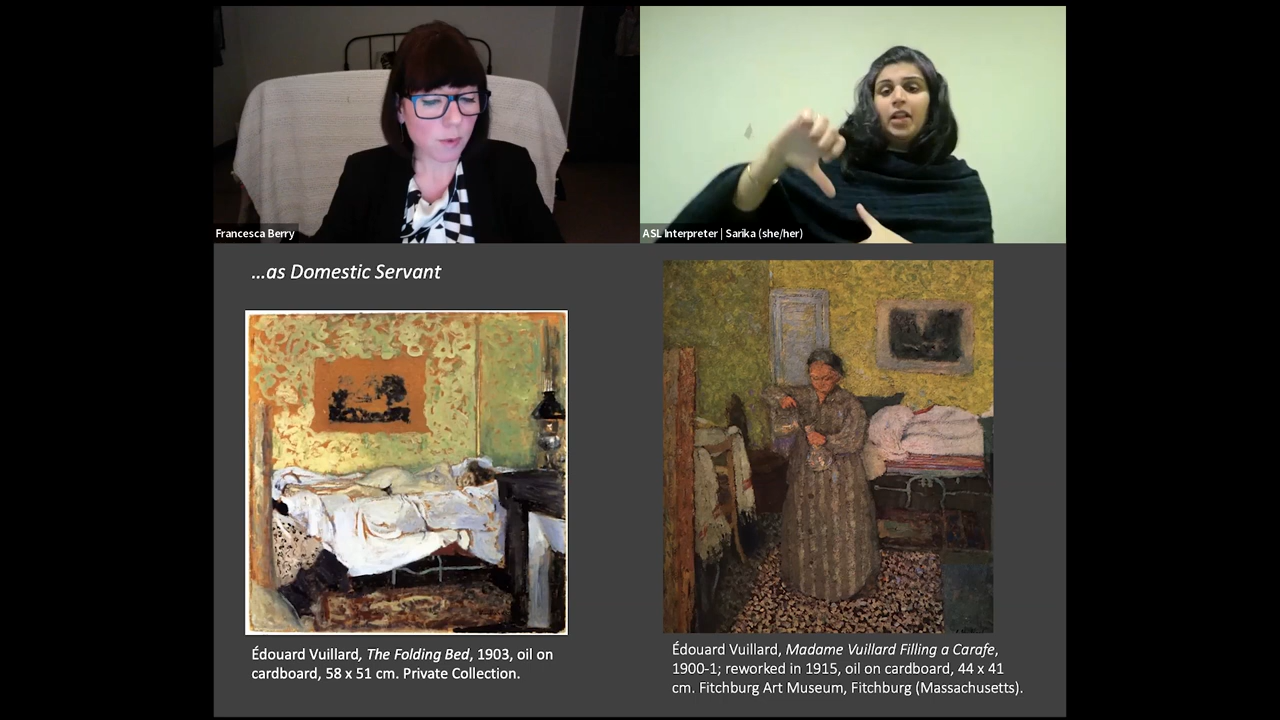 Francesca Berry
ASL Interpreter | Sarika (she/her)
...as Domestic Servant
Édouard Vuillard, The Folding Bed, 1903, oil on
cardboard, 58 x 51 cm. Private Collection.
Édouard Vuillard, Madame Vuillard Filling a Carafe,
1900-1; reworked in 1915, oil on cardboard, 44 x 41
cm. Fitchburg Art Museum, Fitchburg (Massachusetts).